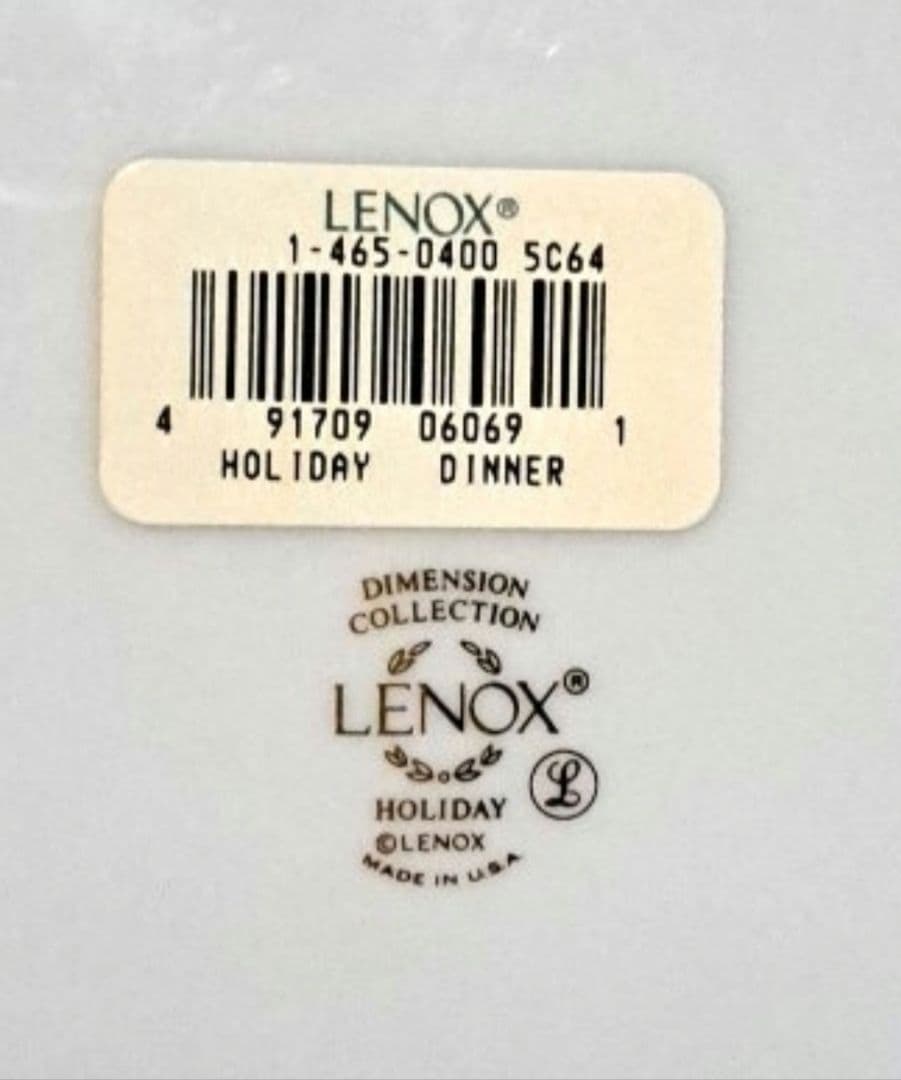 LENOX®
1-465-0400 5C64
4 91709 06069 1
HOLIDAY DINNER
DIMENSION
COLLECTION
LENOX®
L
HOLIDAY
©LENOX
MADE IN U.S.A